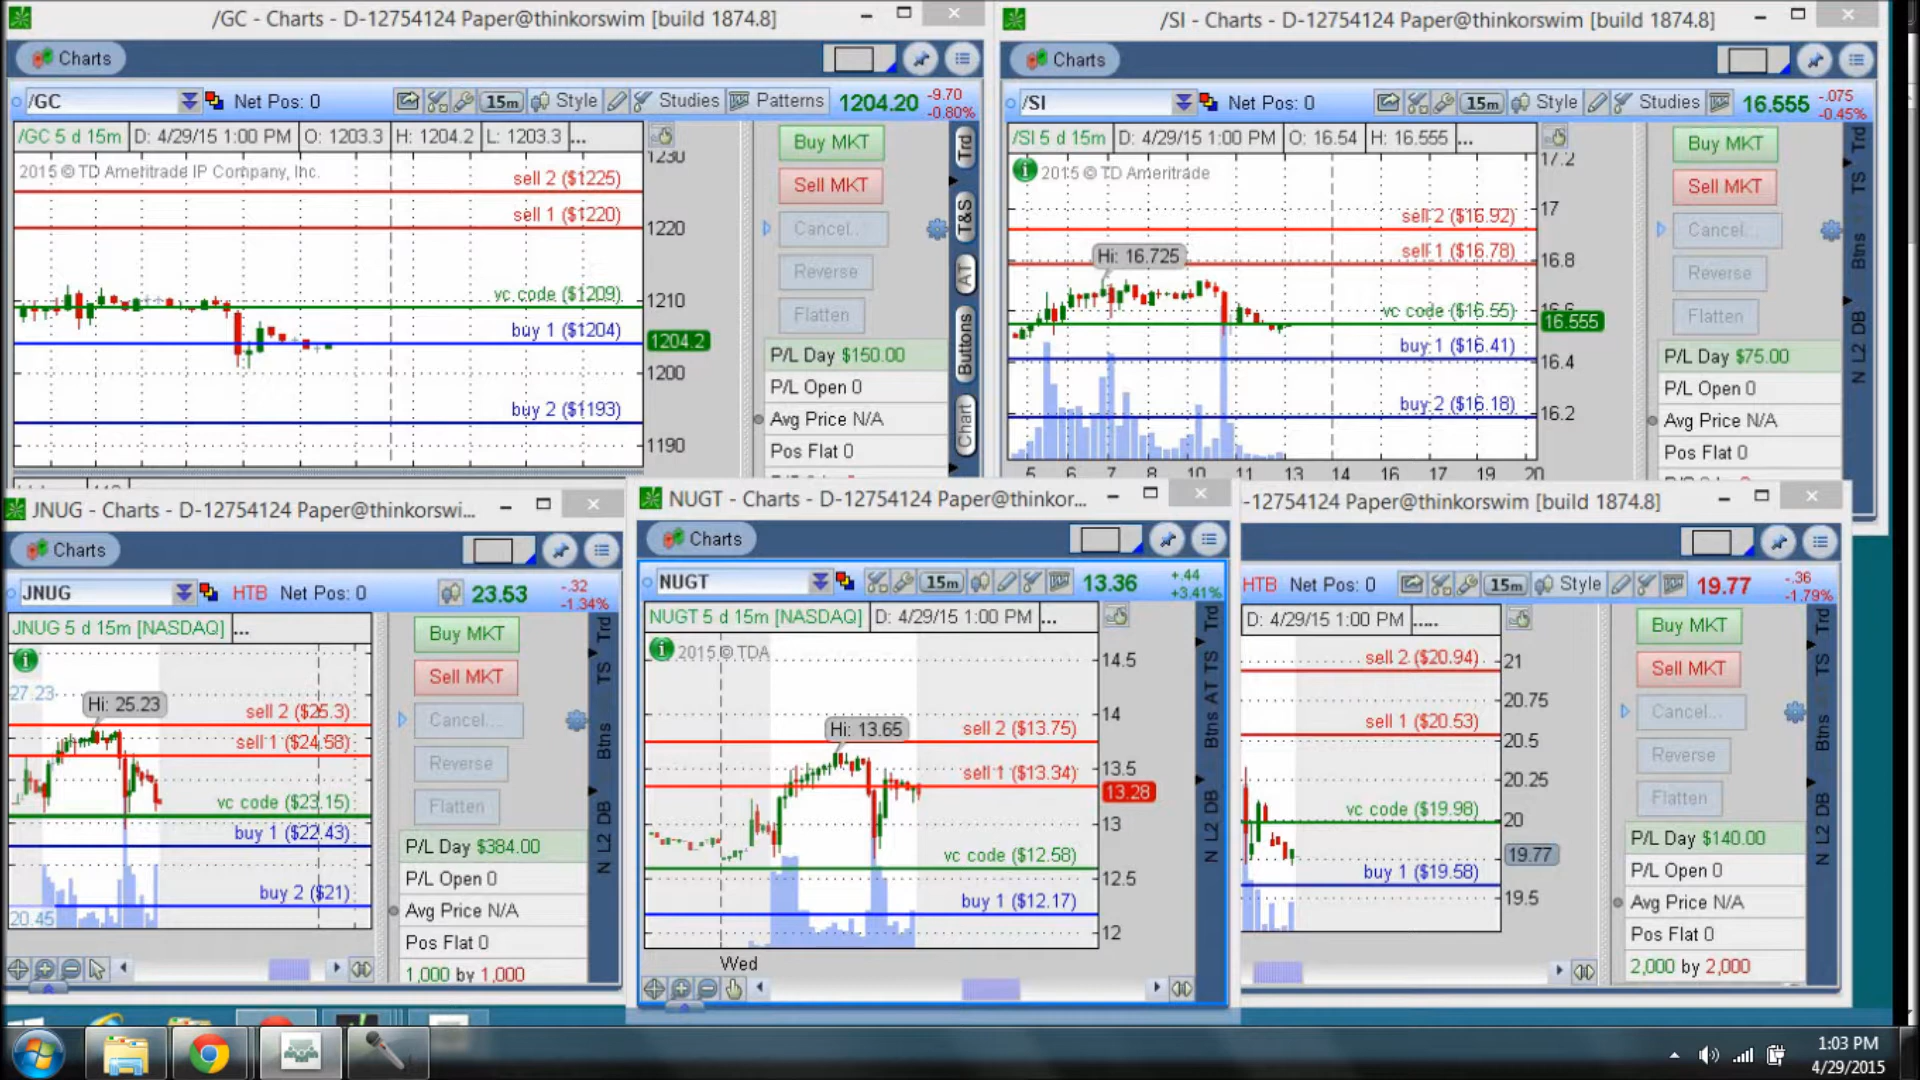 /GC - Charts - D-12754124 Paper@thinkorswim [build 1874.8]
Charts
/GC
Net Pos: 0
15m
Style
Studies
Patterns
1204.20
-9.70
-0.80%
/GC 5 d 15m
D: 4/29/15 1:00 PM
O: 1203.3
H: 1204.2
L: 1203.3
...
2015 © TD Ameritrade IP Company, Inc.
sell 2 ($1225)
sell 1 ($1220)
vc code ($1209)
buy 1 ($1204)
buy 2 ($1193)
1230
1220
1210
1204.2
1200
1190
Buy MKT
Sell MKT
Cancel...
Reverse
Flatten
P/L Day $150.00
P/L Open 0
Avg Price N/A
Pos Flat 0
Trd
T&S
AT
Buttons
Chart
/SI - Charts - D-12754124 Paper@thinkorswim [build 1874.8]
Charts
/SI
Net Pos: 0
15m
Style
Studies
16.555
-.075
-0.45%
/SI 5 d 15m
D: 4/29/15 1:00 PM
O: 16.54
H: 16.555
...
2015 © TD Ameritrade
Hi: 16.725
sell 2 ($16.92)
sell 1 ($16.78)
vc code ($16.55)
buy 1 ($16.41)
buy 2 ($16.18)
17.2
17
16.8
16.6
16.555
16.4
16.2
5 6 7 8 10 11 13 14 16 17 19 20
Buy MKT
Sell MKT
Cancel...
Reverse
Flatten
P/L Day $75.00
P/L Open 0
Avg Price N/A
Pos Flat 0
Trd
TS
AT
Btns
DB
L2
N
JNUG - Charts - D-12754124 Paper@thinkorswi...
Charts
JNUG
HTB
Net Pos: 0
23.53
-.32
-1.34%
JNUG 5 d 15m [NASDAQ]
...
27.23
Hi: 25.23
sell 2 ($25.3)
sell 1 ($24.58)
vc code ($23.15)
buy 1 ($22.43)
buy 2 ($21)
20.45
Buy MKT
Sell MKT
Cancel...
Reverse
Flatten
P/L Day $384.00
P/L Open 0
Avg Price N/A
Pos Flat 0
1,000 by 1,000
Trd
TS
Btns
DB
L2
N
NUGT - Charts - D-12754124 Paper@thinkor...
Charts
NUGT
15m
13.36
+.44
+3.41%
NUGT 5 d 15m [NASDAQ]
D: 4/29/15 1:00 PM
...
2015 © TDA
Hi: 13.65
sell 2 ($13.75)
sell 1 ($13.34)
vc code ($12.58)
buy 1 ($12.17)
14.5
14
13.5
13.28
13
12.5
12
Wed
Trd
TS
AT
Btns
DB
L2
N
-12754124 Paper@thinkorswim [build 1874.8]
HTB
Net Pos: 0
15m
Style
19.77
-.36
-1.79%
D: 4/29/15 1:00 PM
.....
sell 2 ($20.94)
sell 1 ($20.53)
vc code ($19.98)
buy 1 ($19.58)
21
20.75
20.5
20.25
20
19.77
19.5
Buy MKT
Sell MKT
Cancel...
Reverse
Flatten
P/L Day $140.00
P/L Open 0
Avg Price N/A
Pos Flat 0
2,000 by 2,000
Trd
TS
Btns
DB
L2
N
1:03 PM
4/29/2015